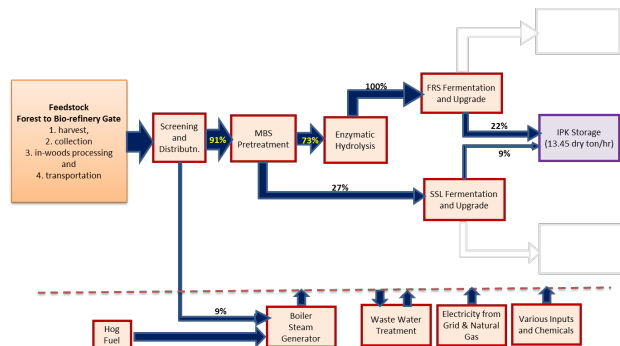 Feedstock
Forest to Bio-refinery Gate
1. harvest,
2. collection
3. in-woods processing
and
4. transportation
Screening
and
Distributn.
91%
MBS
Pretreatment
73%
Enzymatic
Hydrolysis
100%
FRS Fermentation
and Upgrade
22%
IPK Storage
(13.45 dry ton/hr)
9%
27%
SSL Fermentation
and Upgrade
9%
Hog
Fuel
Boiler
Steam
Generator
Waste Water
Treatment
Electricity from
Grid & Natural
Gas
Various Inputs
and Chemicals